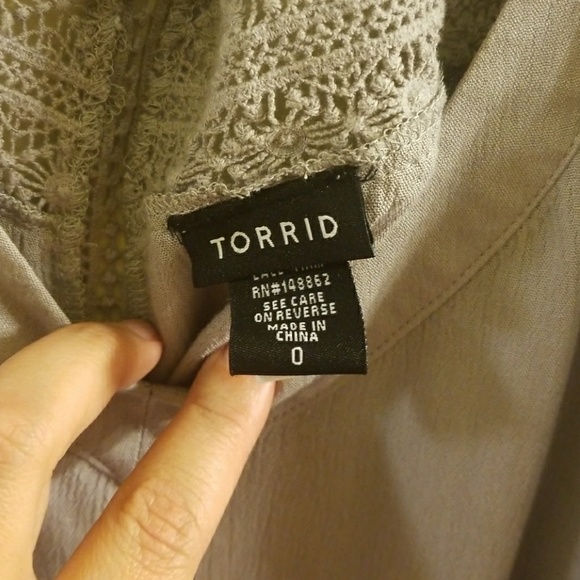 TORRID
RN#148862
SEE CARE
ON REVERSE
MADE IN
CHINA
0